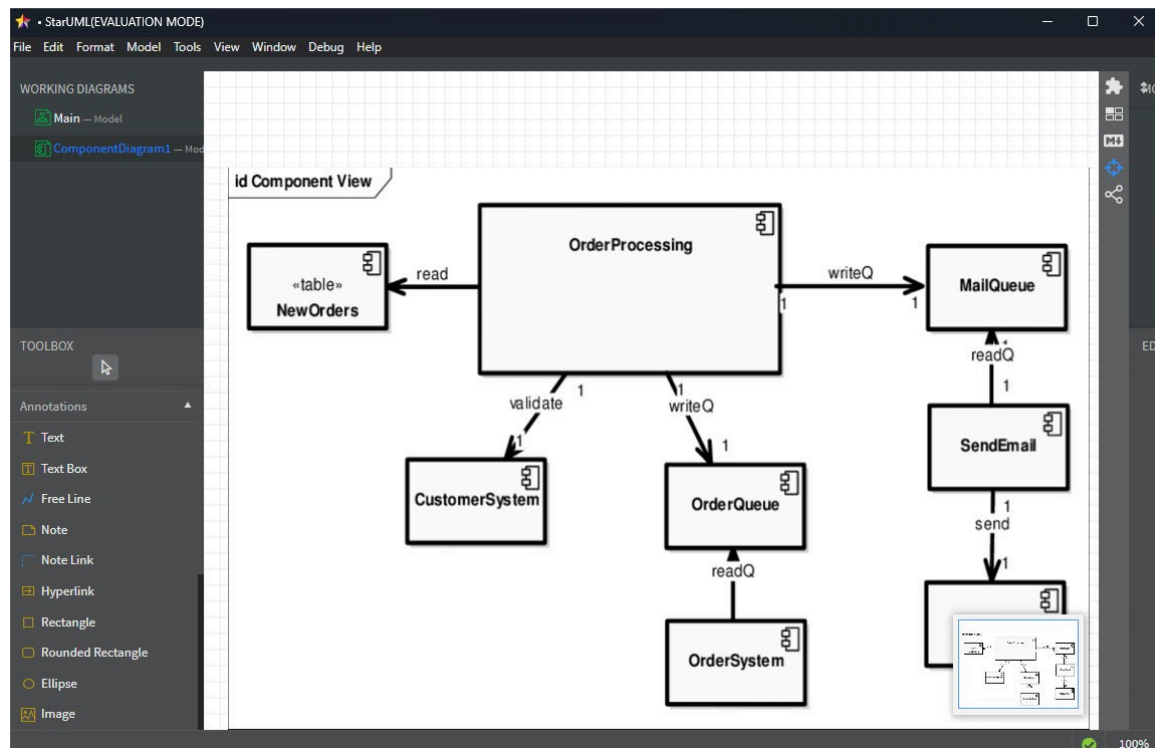 • StarUML(EVALUATION MODE)
File Edit Format Model Tools View Window Debug Help
WORKING DIAGRAMS
Main — Model
ComponentDiagram1 — Mod
TOOLBOX
Annotations
Text
Text Box
Free Line
Note
Note Link
Hyperlink
Rectangle
Rounded Rectangle
Ellipse
Image
id Component View
OrderProcessing
«table»
NewOrders
read
writeQ
1
1
MailQueue
readQ
1
validate
1
1
writeQ
1
1
CustomerSystem
OrderQueue
SendEmail
1
send
1
readQ
OrderSystem
M↓
ED
100%